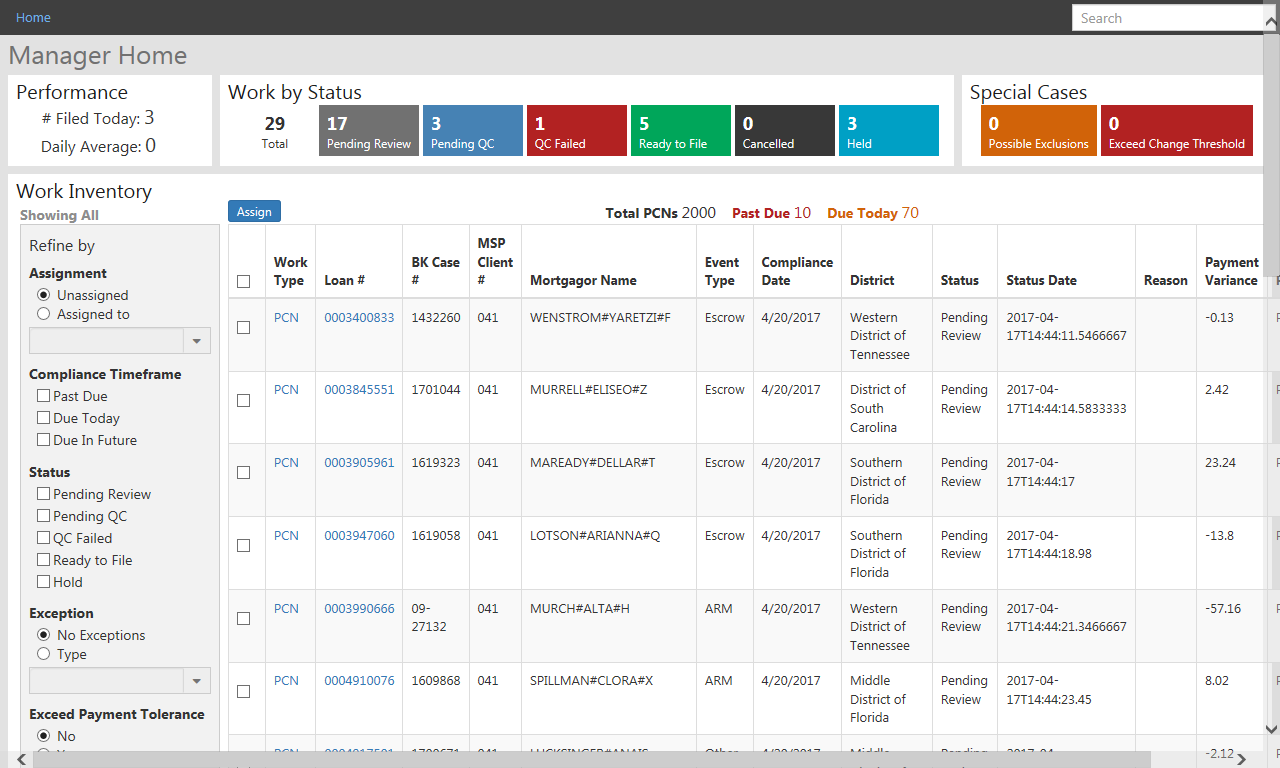 Home
Search
Manager Home
Performance
# Filed Today: 3
Daily Average: 0
Work by Status
29
Total
17
Pending Review
3
Pending QC
1
QC Failed
5
Ready to File
0
Cancelled
3
Held
Special Cases
0
Possible Exclusions
0
Exceed Change Threshold
Work Inventory
Showing All
Refine by
Assignment
Unassigned
Assigned to
Compliance Timeframe
Past Due
Due Today
Due In Future
Status
Pending Review
Pending QC
QC Failed
Ready to File
Hold
Exception
No Exceptions
Type
Exceed Payment Tolerance
No
Assign
Total PCNs 2000 Past Due 10 Due Today 70
Work Type Loan # BK Case # MSP Client # Mortgagor Name Event Type Compliance Date District Status Status Date Reason Payment Variance
PCN 0003400833 1432260 041 WENSTROM#YARETZI#F Escrow 4/20/2017 Western District of Tennessee Pending Review 2017-04-17T14:44:11.5466667 -0.13
PCN 0003845551 1701044 041 MURRELL#ELISEO#Z Escrow 4/20/2017 District of South Carolina Pending Review 2017-04-17T14:44:14.5833333 2.42
PCN 0003905961 1619323 041 MAREADY#DELLAR#T Escrow 4/20/2017 Southern District of Florida Pending Review 2017-04-17T14:44:17 23.24
PCN 0003947060 1619058 041 LOTSON#ARIANNA#Q Escrow 4/20/2017 Southern District of Florida Pending Review 2017-04-17T14:44:18.98 -13.8
PCN 0003990666 09-27132 041 MURCH#ALTA#H ARM 4/20/2017 Western District of Tennessee Pending Review 2017-04-17T14:44:21.3466667 -57.16
PCN 0004910076 1609868 041 SPILLMAN#CLORA#X ARM 4/20/2017 Middle District of Florida Pending Review 2017-04-17T14:44:23.45 8.02
PCN 041 Other 4/20/2017 Middle Pending 2017-04- -2.12